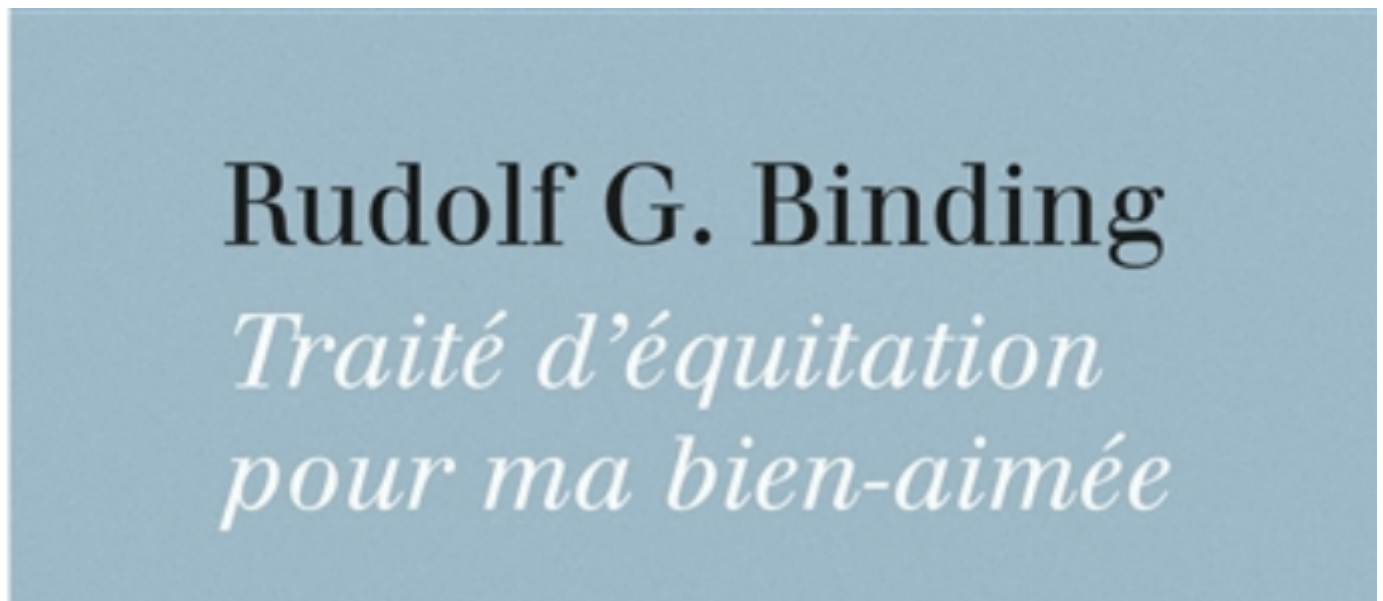 Rudolf G. Binding
Traité d’équitation
pour ma bien-aimée